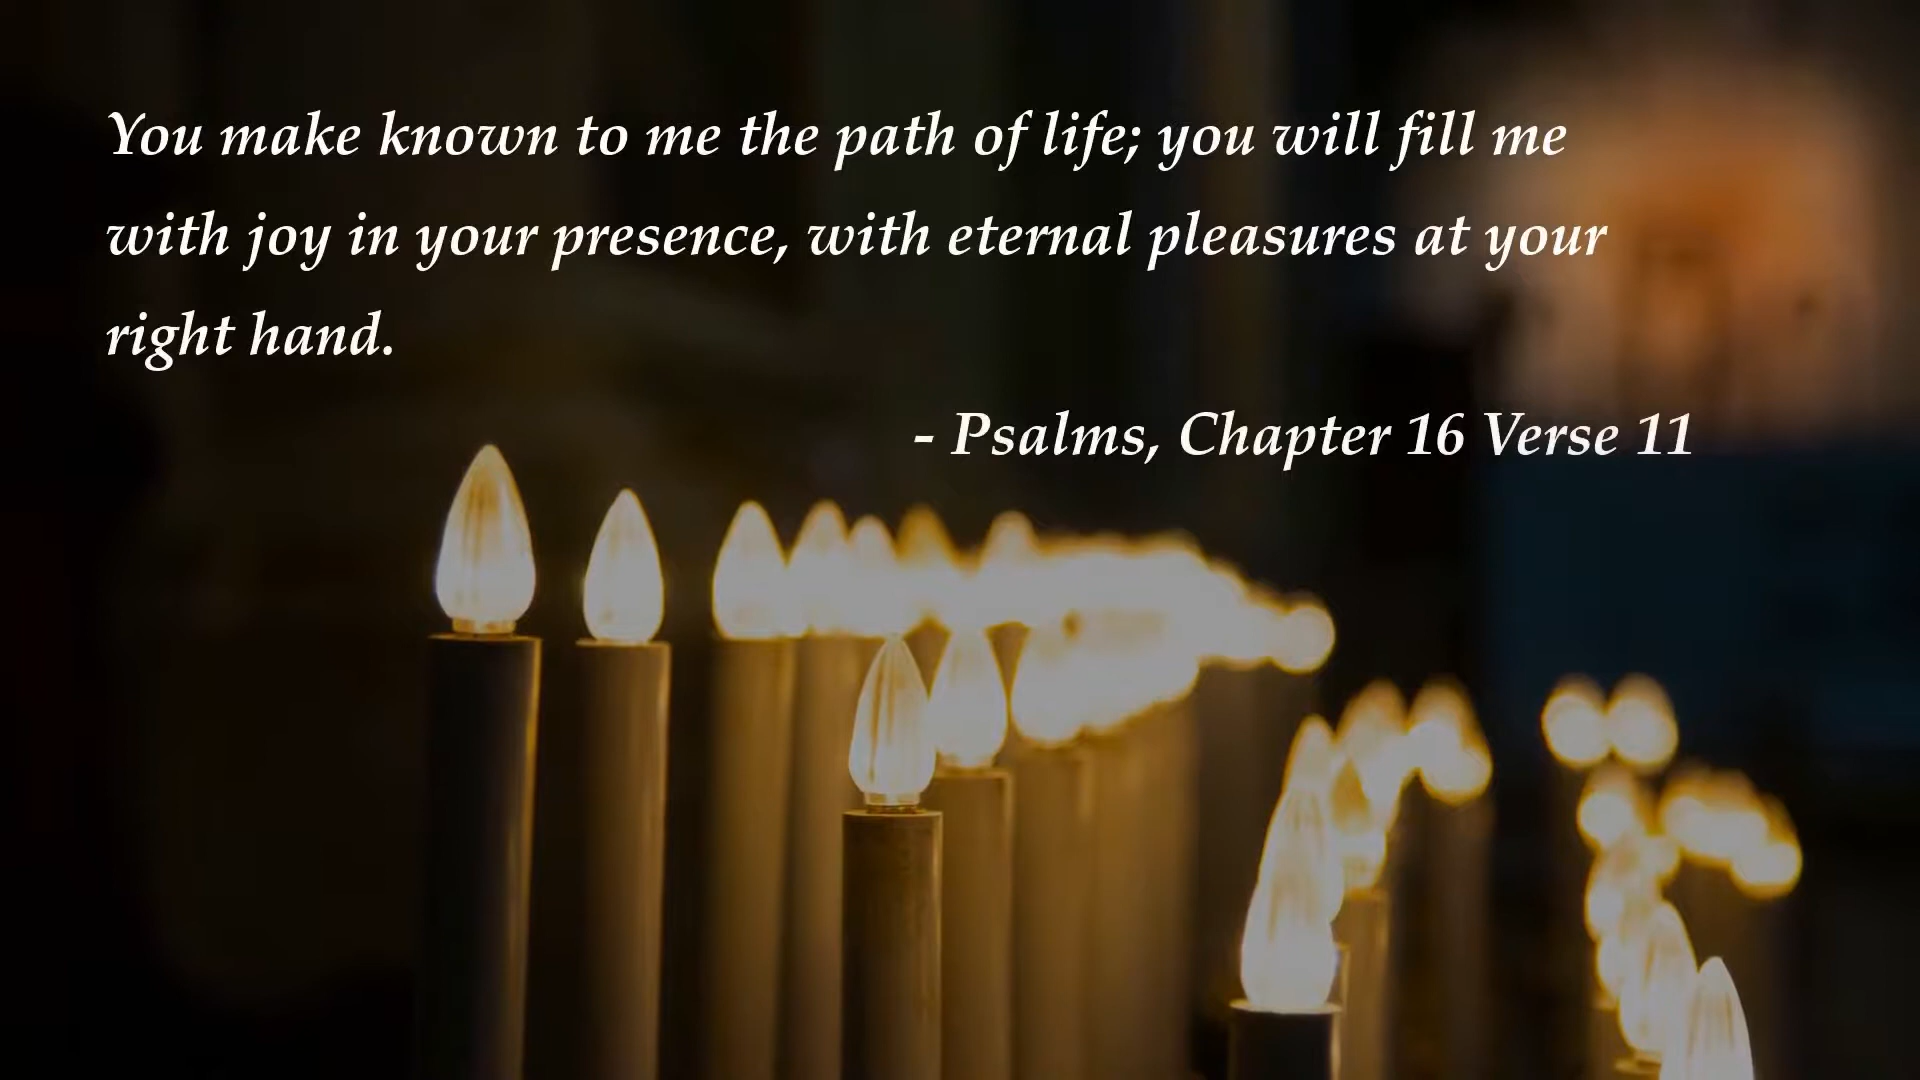 You make known to me the path of life; you will fill me
with joy in your presence, with eternal pleasures at your
right hand.
- Psalms, Chapter 16 Verse 11